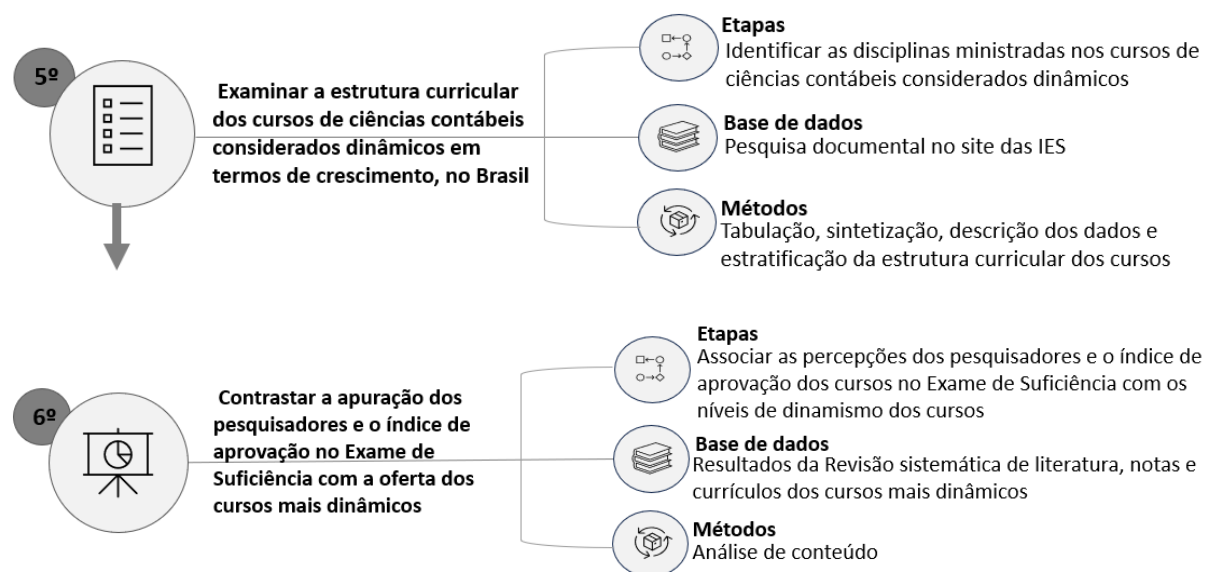 5º
Examinar a estrutura curricular
dos cursos de ciências contábeis
considerados dinâmicos em
termos de crescimento, no Brasil
Etapas
Identificar as disciplinas ministradas nos cursos de
ciências contábeis considerados dinâmicos
Base de dados
Pesquisa documental no site das IES
Métodos
Tabulação, sintetização, descrição dos dados e
estratificação da estrutura curricular dos cursos
6º
Contrastar a apuração dos
pesquisadores e o índice de
aprovação no Exame de
Suficiência com a oferta dos
cursos mais dinâmicos
Etapas
Associar as percepções dos pesquisadores e o índice de
aprovação dos cursos no Exame de Suficiência com os
níveis de dinamismo dos cursos
Base de dados
Resultados da Revisão sistemática de literatura, notas e
currículos dos cursos mais dinâmicos
Métodos
Análise de conteúdo